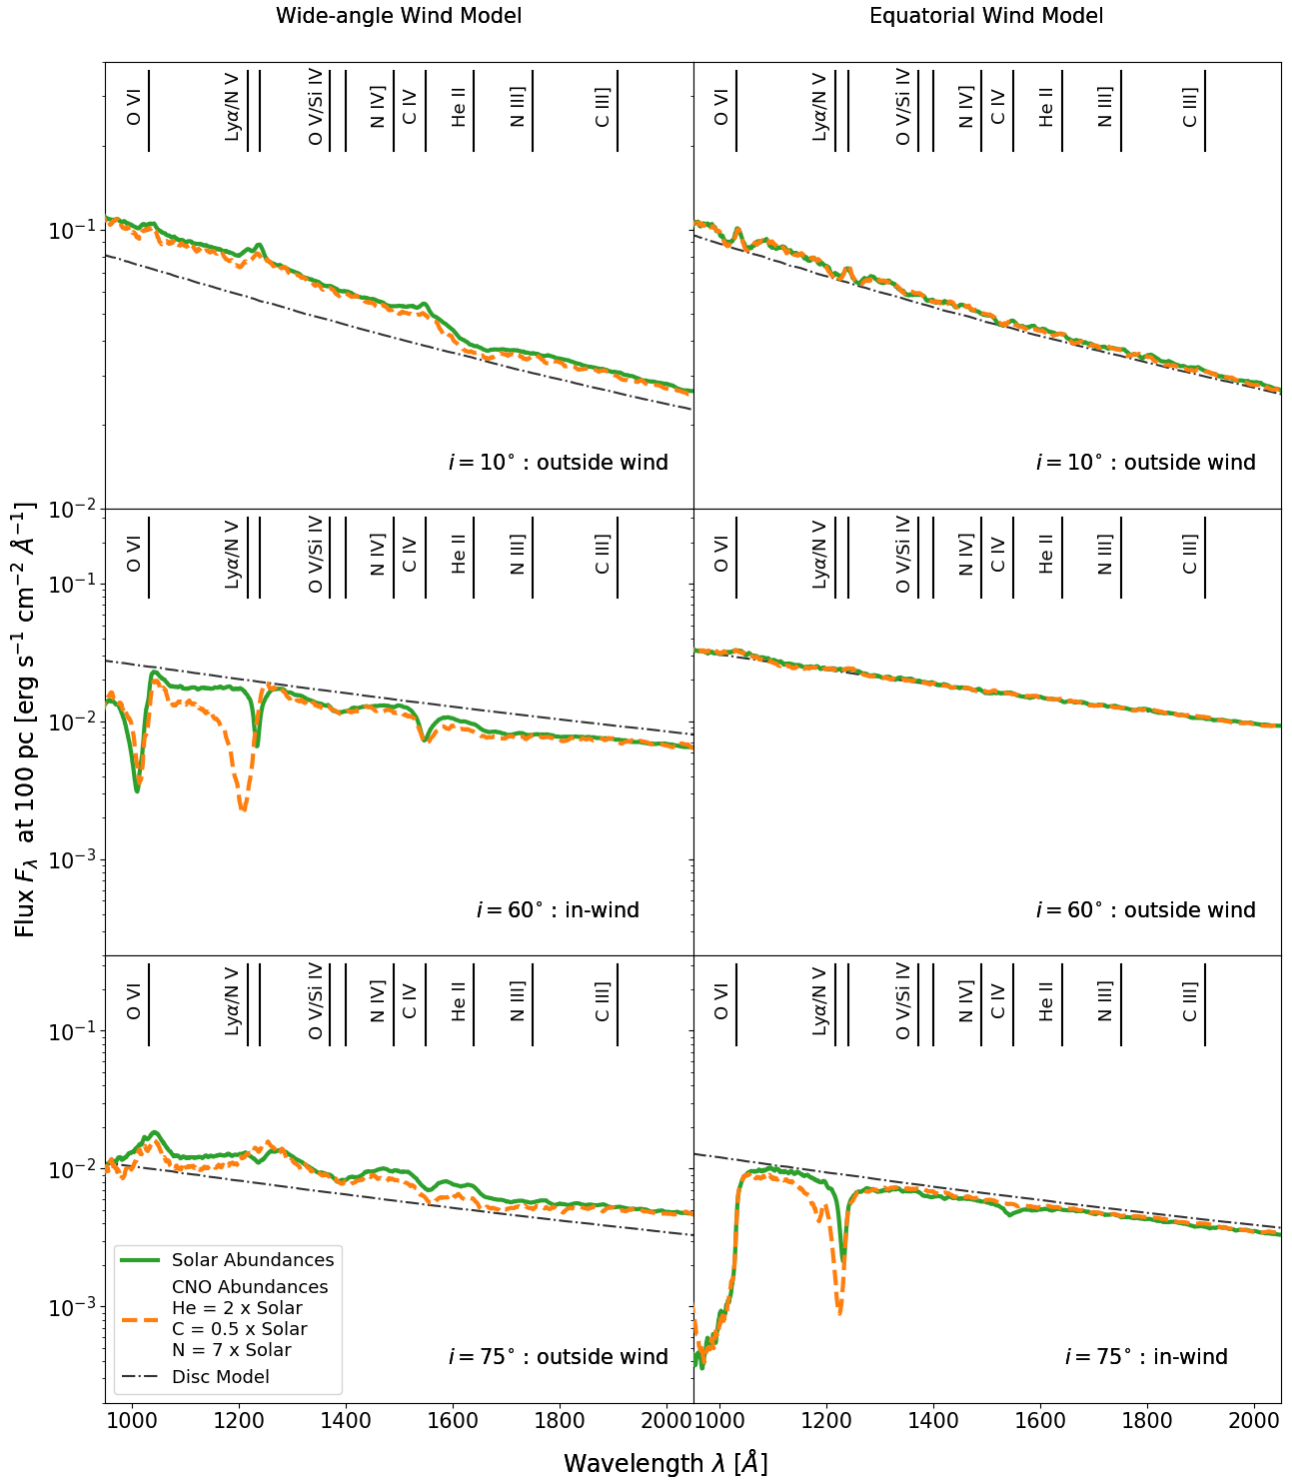 Wide-angle Wind Model
Equatorial Wind Model
O VI
Lyα/N V
O V/Si IV
N IV]
C IV
He II
N III]
C III]
O VI
Lyα/N V
O V/Si IV
N IV]
C IV
He II
N III]
C III]
10⁻¹
i = 10° : outside wind
i = 10° : outside wind
10⁻²
O VI
Lyα/N V
O V/Si IV
N IV]
C IV
He II
N III]
C III]
O VI
Lyα/N V
O V/Si IV
N IV]
C IV
He II
N III]
C III]
10⁻¹
10⁻²
10⁻³
Flux Fλ at 100 pc [erg s⁻¹ cm⁻² Å⁻¹]
i = 60° : in-wind
i = 60° : outside wind
O VI
Lyα/N V
O V/Si IV
N IV]
C IV
He II
N III]
C III]
O VI
Lyα/N V
O V/Si IV
N IV]
C IV
He II
N III]
C III]
10⁻¹
10⁻²
10⁻³
Solar Abundances
CNO Abundances
He = 2 x Solar
C = 0.5 x Solar
N = 7 x Solar
Disc Model
i = 75° : outside wind
i = 75° : in-wind
1000 1200 1400 1600 1800 2000
1000 1200 1400 1600 1800 2000
Wavelength λ [Å]